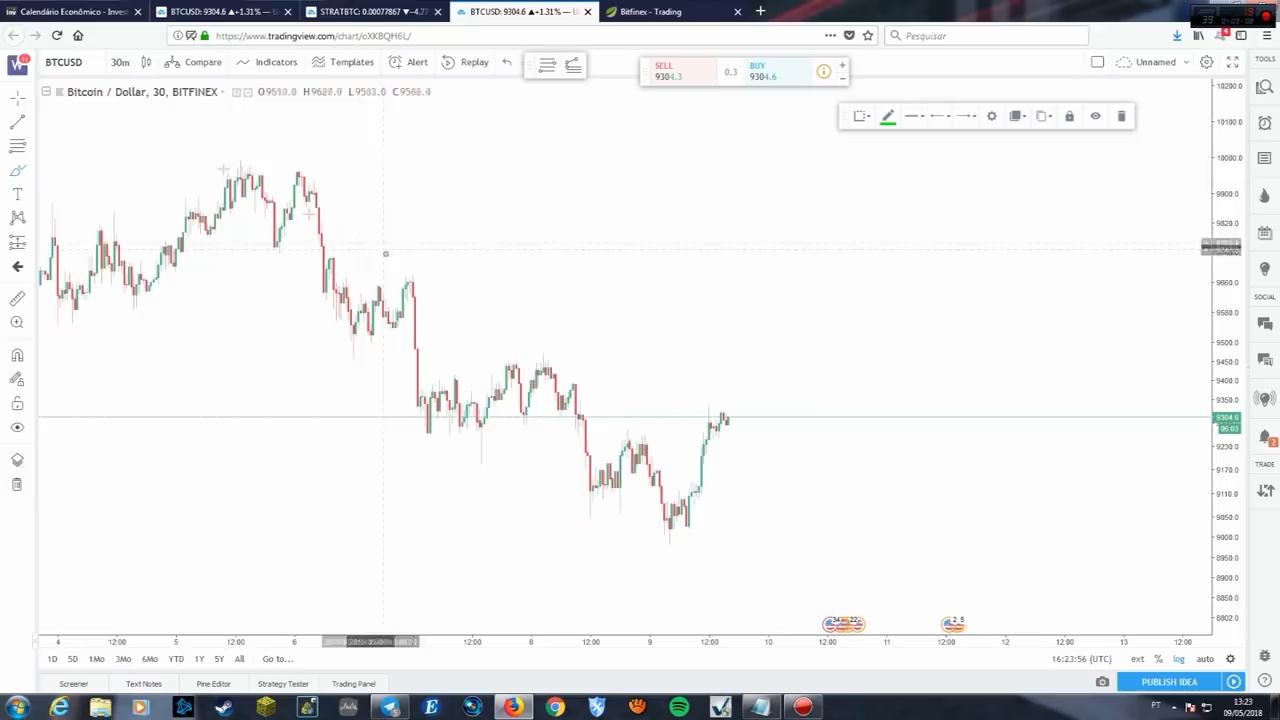 Calendário Econômico - Inves
BTCUSD: 9304.6 ▲+1.31% — U
STRATBTC: 0.00077867 ▼−4.77
BTCUSD: 9304.6 ▲+1.31% — U
Bitfinex - Trading
https://www.tradingview.com/chart/oXKBQH6L/
Pesquisar
BTCUSD
30m
Compare
Indicators
Templates
Alert
Replay
SELL
9304.3
0.3
BUY
9304.6
Unnamed
TOOLS
Bitcoin / Dollar, 30, BITFINEX
10200.0
10100.0
10000.0
9900.0
9820.0
9660.0
9580.0
9500.0
9450.0
9400.0
9350.0
9304.6
06:03
9230.0
9170.0
9110.0
9050.0
9000.0
8950.0
8900.0
8850.0
8802.0
SOCIAL
TRADE
4
12:00
5
12:00
6
12:00
8
12:00
9
12:00
10
12:00
11
12:00
12
12:00
13
12:00
1D
5D
1Mo
3Mo
6Mo
YTD
1Y
5Y
All
Go to...
16:23:56 (UTC)
ext
%
log
auto
Screener
Text Notes
Pine Editor
Strategy Tester
Trading Panel
PUBLISH IDEA
PT
13:23
09/05/2018